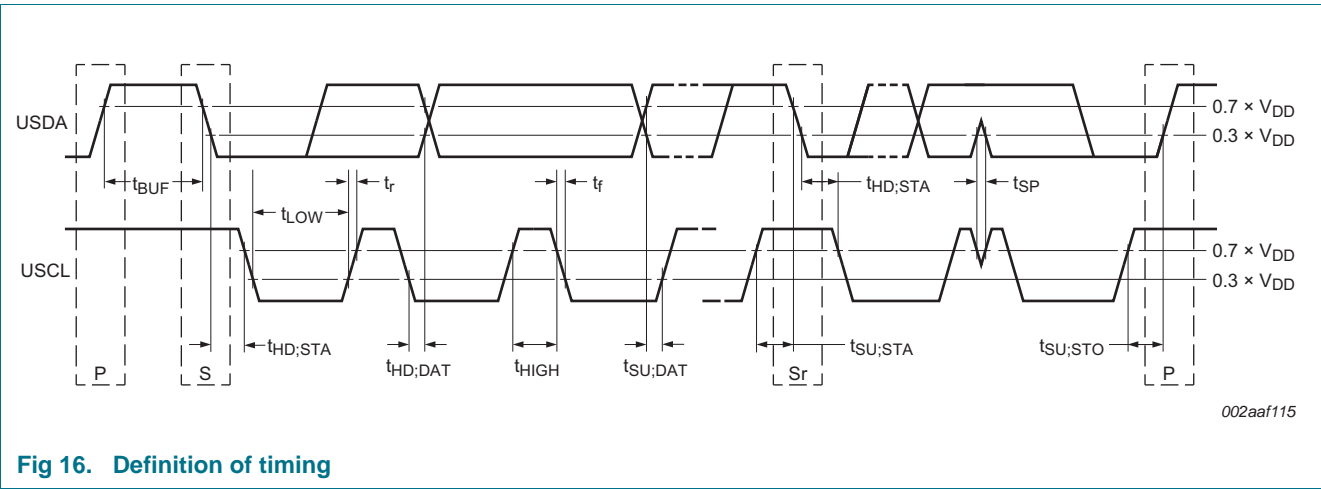 USDA
0.7 × VDD
0.3 × VDD
tBUF
tr
tf
tHD;STA
tSP
tLOW
USCL
0.7 × VDD
0.3 × VDD
tHD;STA
tHD;DAT
tHIGH
tSU;DAT
tSU;STA
tSU;STO
P
S
Sr
P
002aaf115
Fig 16. Definition of timing